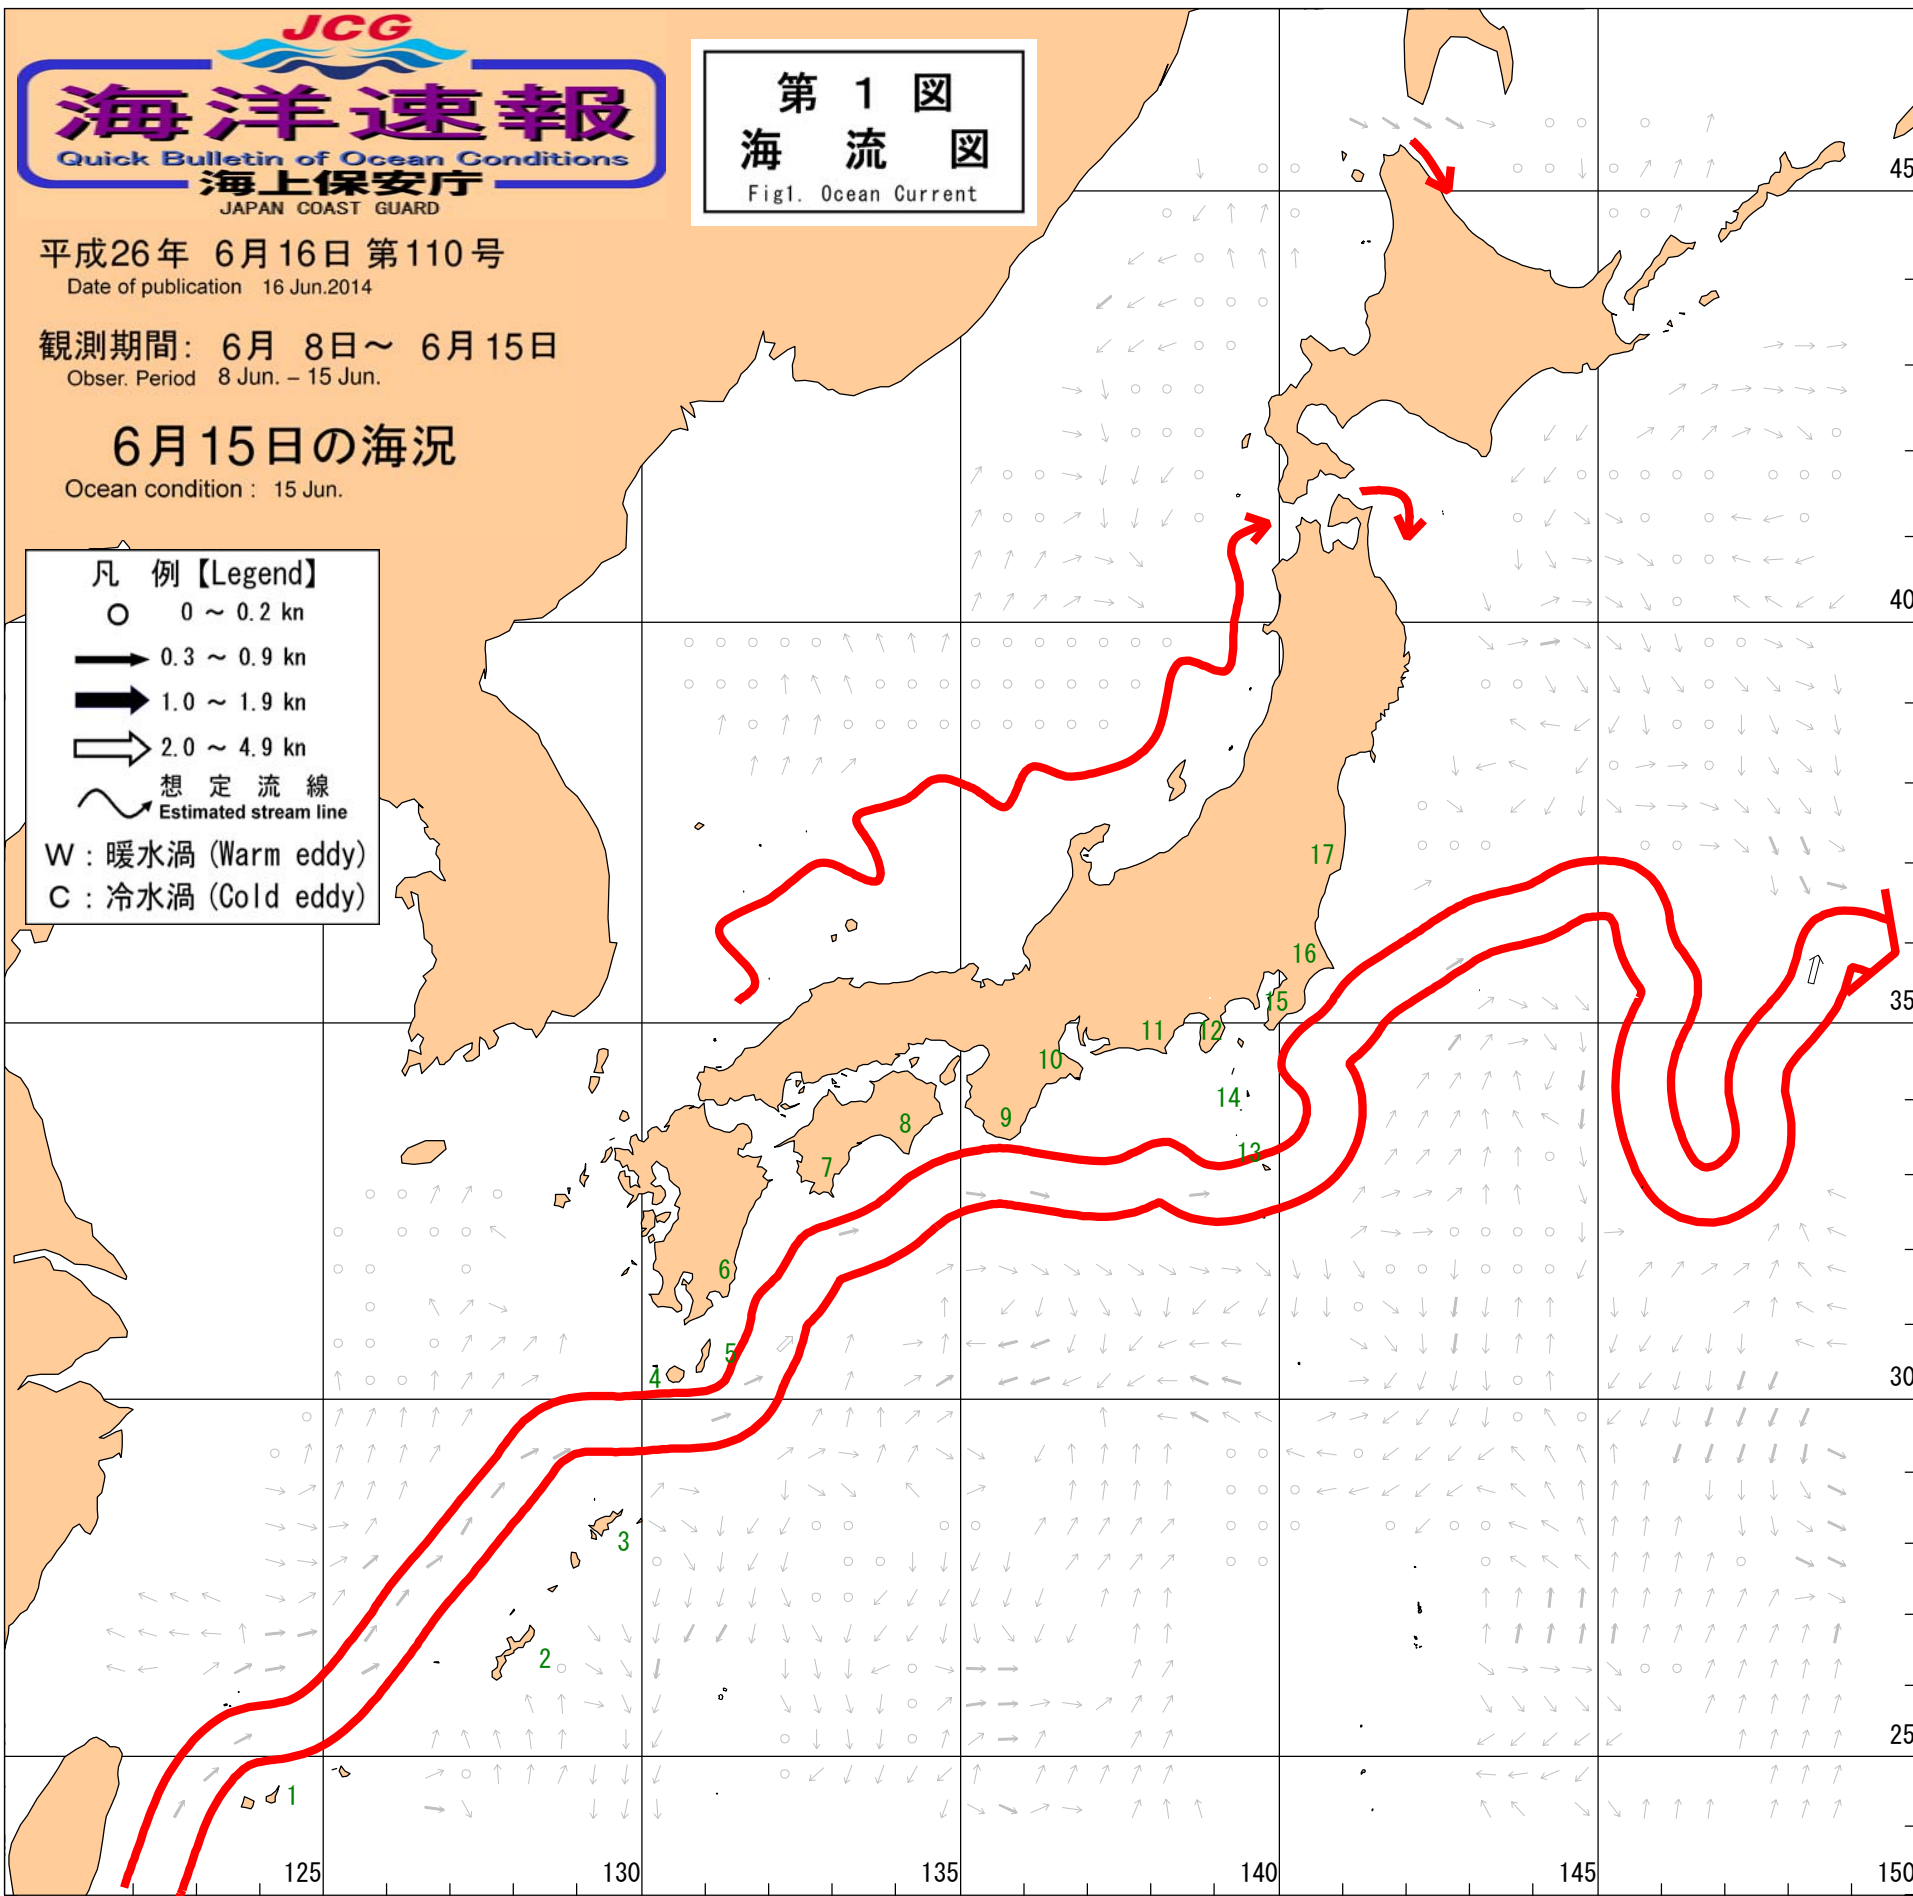 JCG
海洋速報
Quick Bulletin of Ocean Conditions
海上保安庁
JAPAN COAST GUARD
平成26年 6月16日 第110号
Date of publication 16 Jun.2014
観測期間: 6月 8日～ 6月15日
Obser. Period 8 Jun. – 15 Jun.
6月15日の海況
Ocean condition : 15 Jun.
第 1 図
海 流 図
Fig1. Ocean Current
凡 例【Legend】
0 ～ 0.2 kn
0.3 ～ 0.9 kn
1.0 ～ 1.9 kn
2.0 ～ 4.9 kn
想 定 流 線
Estimated stream line
W : 暖水渦 (Warm eddy)
C : 冷水渦 (Cold eddy)
45
40
35
30
25
17
16
15
12
11
10
14
9
8
13
7
6
5
4
3
2
1
125
130
135
140
145
150